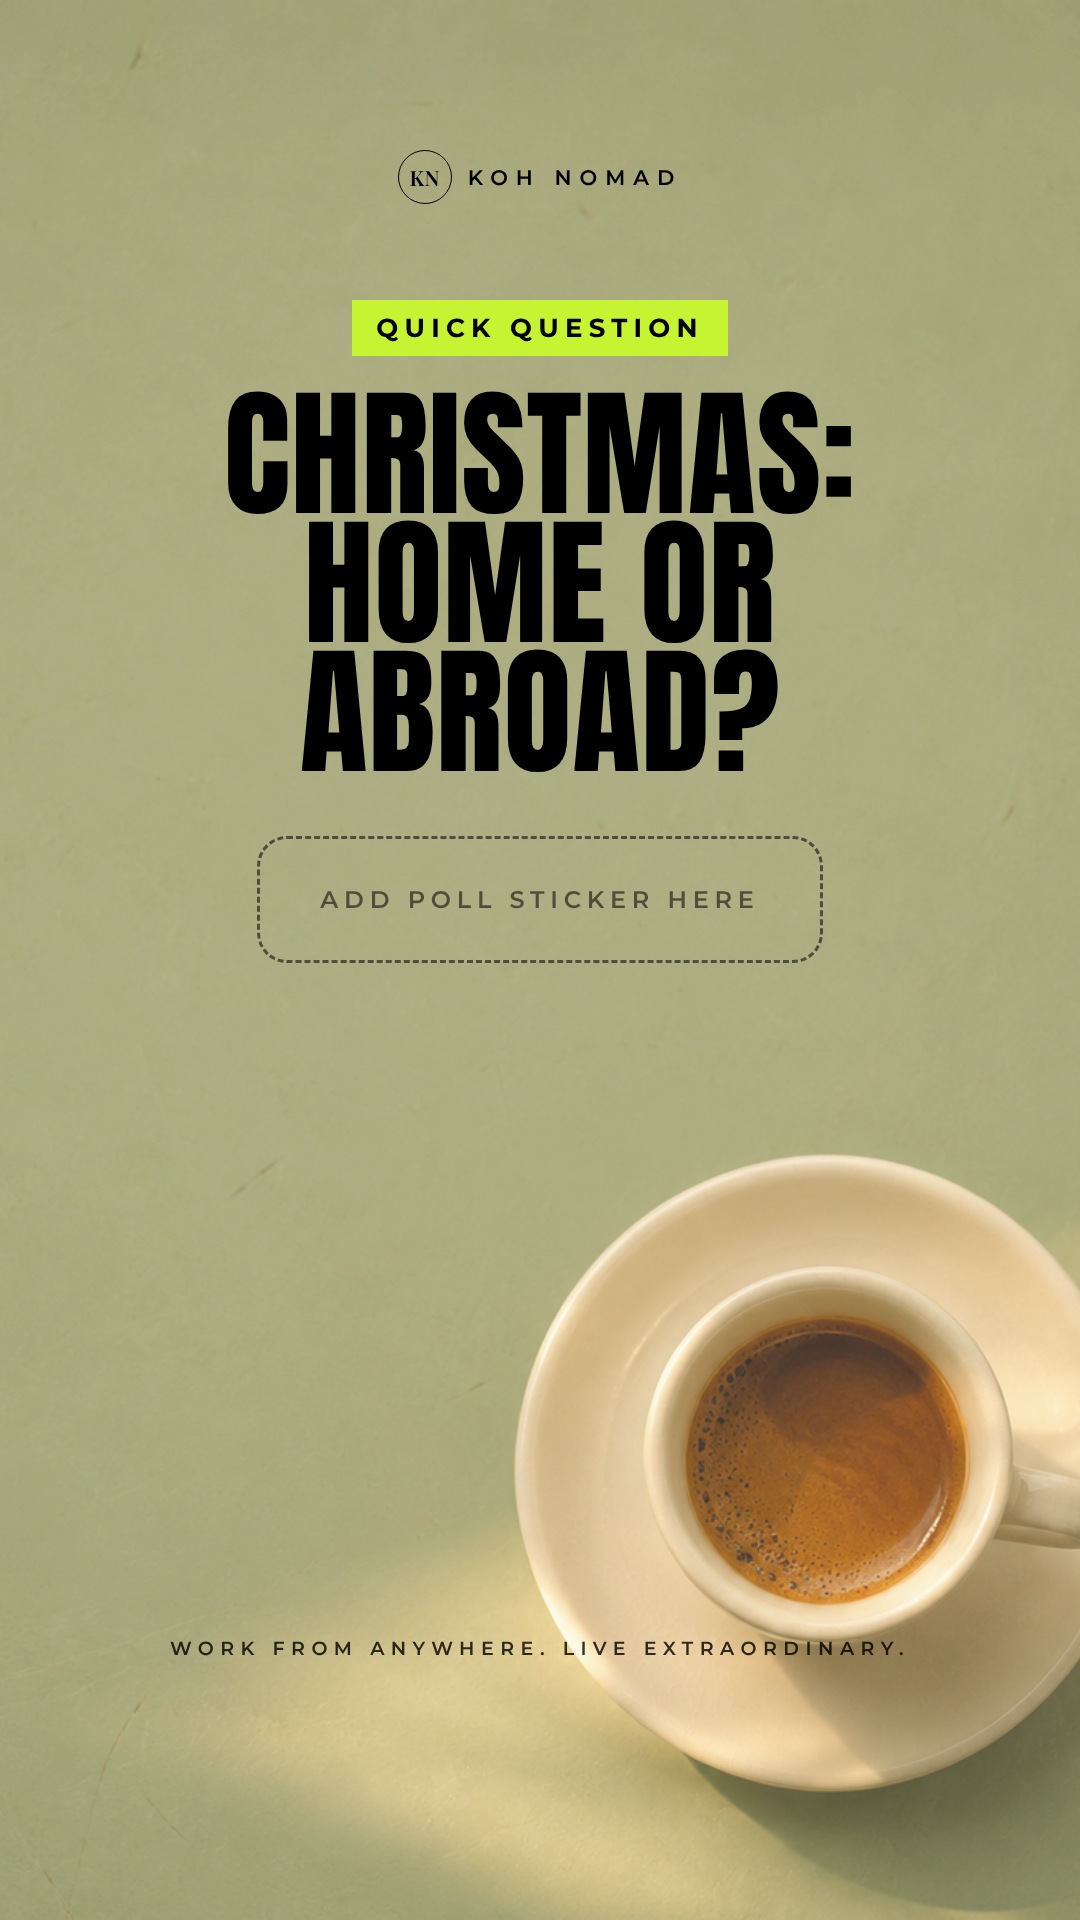 KN KOH NOMAD
QUICK QUESTION
CHRISTMAS:
HOME OR
ABROAD?
ADD POLL STICKER HERE
WORK FROM ANYWHERE. LIVE EXTRAORDINARY.